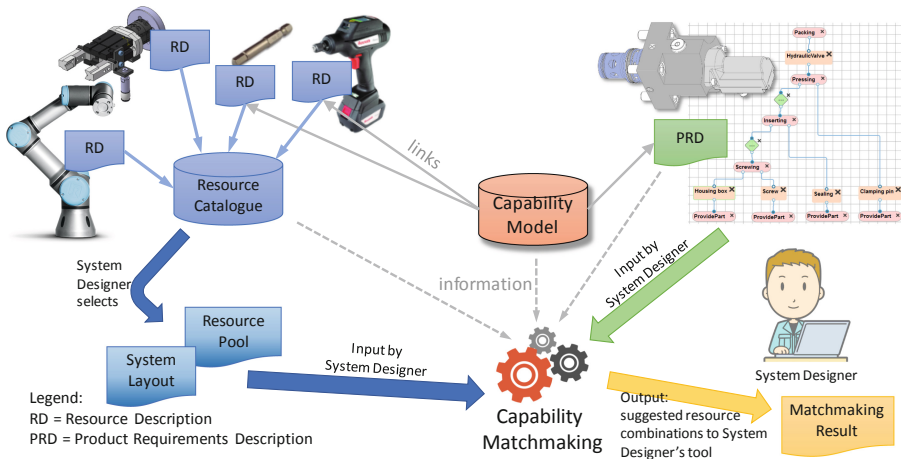 RD
RD
RD
RD
Resource
Catalogue
links
Capability
Model
PRD
Packing
HydraulicValve
Pressing
Inserting
Screwing
Housing box
Screw
Sealing
Clamping pin
ProvidePart
ProvidePart
ProvidePart
ProvidePart
System
Designer
selects
information
Input by
System Designer
Resource
Pool
System
Layout
Input by
System Designer
System Designer
Legend:
RD = Resource Description
PRD = Product Requirements Description
Capability
Matchmaking
Output:
suggested resource
combinations to System
Designer's tool
Matchmaking
Result